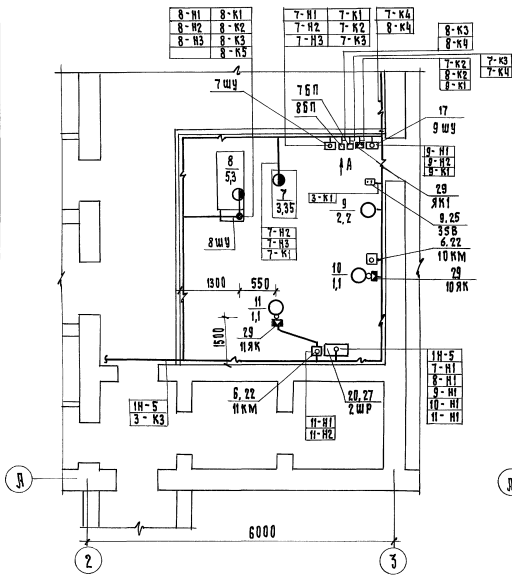 8-Н1 8-К1
8-Н2 8-К2
8-Н3 8-К3
8-К5
7-Н1 7-К1
7-Н2 7-К2
7-Н3 7-К3
7-К4
8-К4
8-К3
8-К4
7-К2
8-К2
9-К1
7-К3
7-К4
7ШУ
7БП
8БП
17
9ШУ
А
9-Н1
9-Н2
9-К1
8
5,3
7
3,35
3-К1
9
2,2
29
ЯК1
9,25
3SВ
8ШУ
7-Н2
7-Н3
7-К1
6,22
10КМ
10
1,1
29
10ЯК
1300
550
11
1,1
1500
29
11ЯК
1Н-5
3-К3
6,22
11КМ
20,27
2ШР
11-Н1
11-Н2
1Н-5
7-Н1
8-Н1
9-Н1
10-Н1
11-Н1
А
6000
2
3